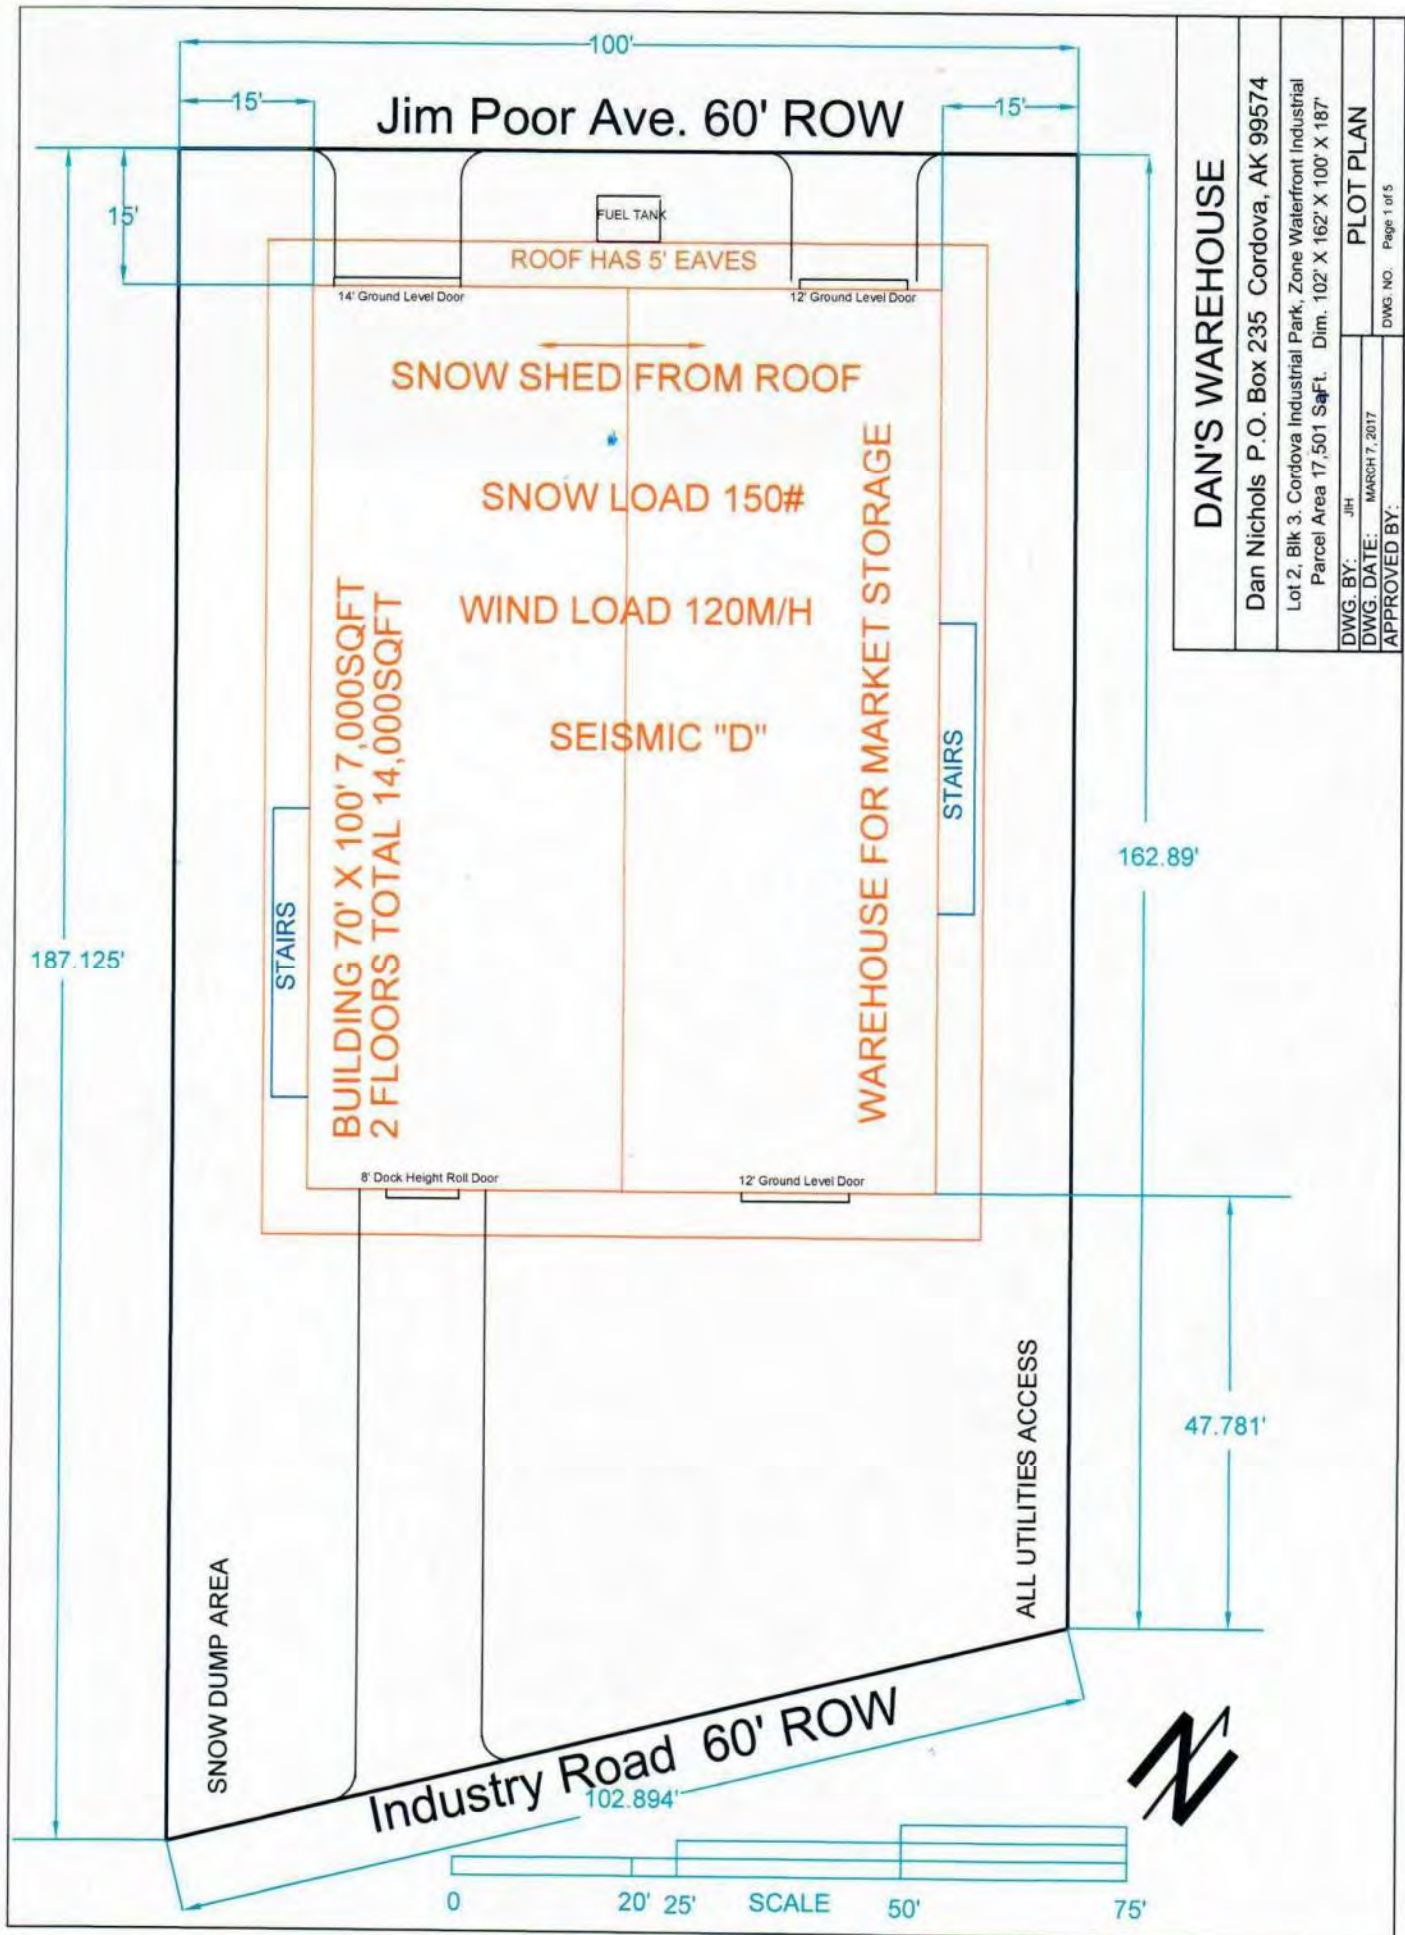 100'
15'
15'
Jim Poor Ave. 60' ROW
15'
FUEL TANK
ROOF HAS 5' EAVES
14' Ground Level Door
12' Ground Level Door
SNOW SHED FROM ROOF
SNOW LOAD 150#
WIND LOAD 120M/H
SEISMIC "D"
BUILDING 70' X 100' 7,000SQFT
2 FLOORS TOTAL 14,000SQFT
WAREHOUSE FOR MARKET STORAGE
STAIRS
STAIRS
187.125'
162.89'
8' Dock Height Roll Door
12' Ground Level Door
47.781'
SNOW DUMP AREA
ALL UTILITIES ACCESS
Industry Road 60' ROW
102.894'
N
0 20' 25' SCALE 50' 75'
DAN'S WAREHOUSE
Dan Nichols P.O. Box 235 Cordova, AK 99574
Lot 2, Blk 3, Cordova Industrial Park, Zone Waterfront Industrial
Parcel Area 17,501 SqFt. Dim. 102' X 162' X 100' X 187'
DWG. BY: JIH
DWG. DATE: MARCH 7, 2017
APPROVED BY:
PLOT PLAN
DWG. NO. Page 1 of 5